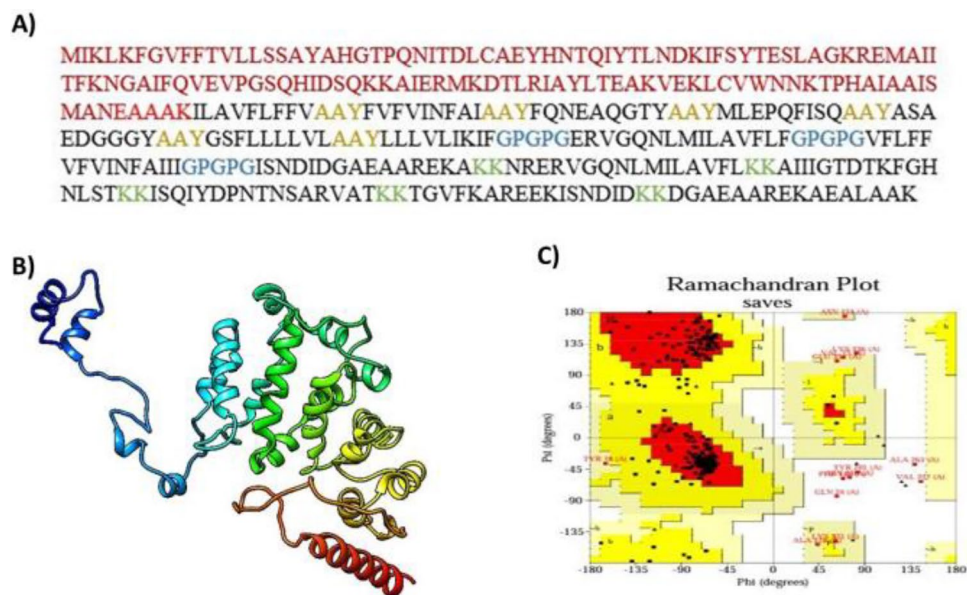 A)
MIKLKFGVFFTVLLSSAYAHGTPQNITDLCAEYHNTQIYTLNDKIFSYTESLAGKREMAII
TFKNGAIFQVEVPGSQHIDSQKKAIERMKDTLRIAYLTEAKVEKLCVWNNKTPHAIAAIS
MANEAAAKILAVFLFFVAAYFVFVINFAIAAYFQNEAQGTYAAYMLEPQFISQAAYASA
EDGGGYAAYGSFLLLLVLAAYLLLVLIKIFGPGPGERVGQNLMILAVFLFGPGPGVFLFF
VFVINFAIIIGPGPGISNDIDGAEAAREKAKKNRERVGQNLMILAVFLKKAIIIGTDTKFGH
NLSTKKISQIYDPNTNSARVATKKTGVFKAREEKISNDIDKKDGAEAAREKAEALAAK
B)
C)
Ramachandran Plot
saves
180
135
90
45
0
-45
-90
-135
-180
-135
-90
-45
0
45
90
135
180
Psi (degrees)
Phi (degrees)